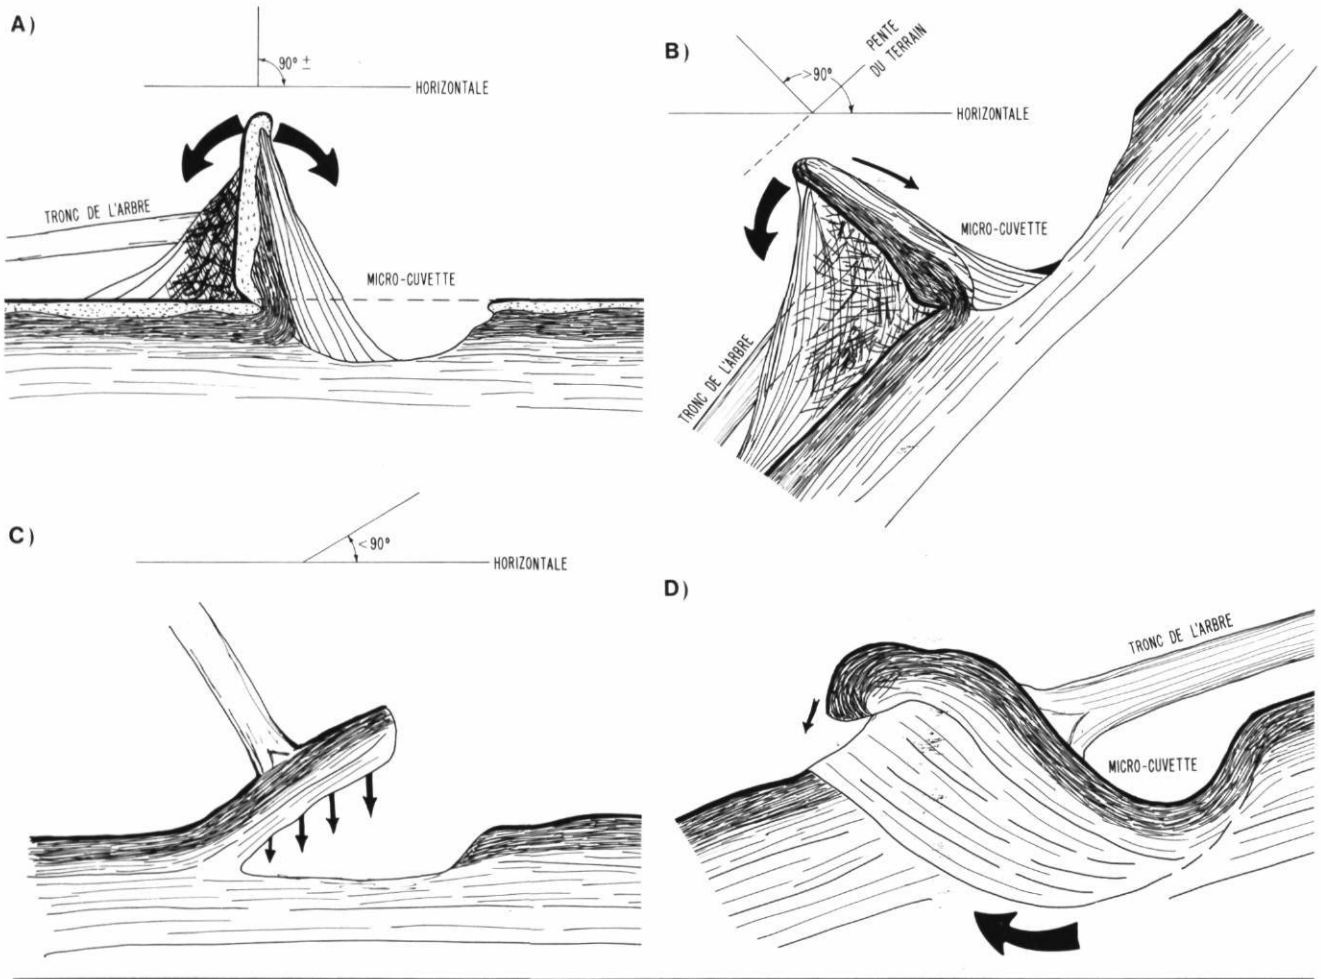 A)
90° ±
HORIZONTALE
TRONC DE L'ARBRE
MICRO-CUVETTE
B)
PENTE
DU TERRAIN
>90°
HORIZONTALE
MICRO-CUVETTE
TRONC DE L'ARBRE
C)
<90°
HORIZONTALE
D)
TRONC DE L'ARBRE
MICRO-CUVETTE